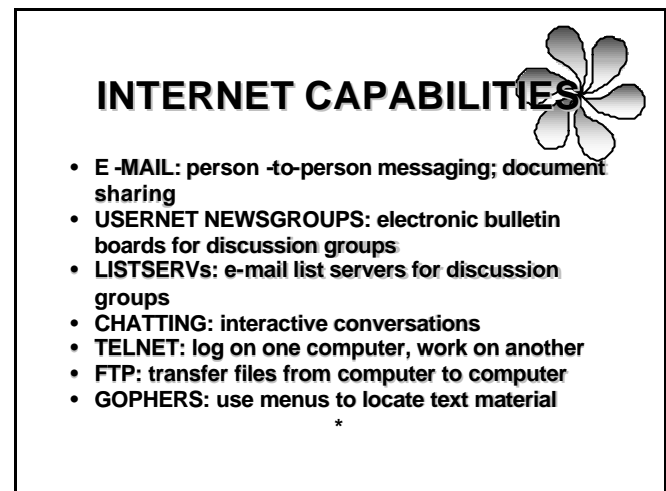 INTERNET CAPABILITIES
• E -MAIL: person -to-person messaging; document
sharing
• USERNET NEWSGROUPS: electronic bulletin
boards for discussion groups
• LISTSERVs: e-mail list servers for discussion
groups
• CHATTING: interactive conversations
• TELNET: log on one computer, work on another
• FTP: transfer files from computer to computer
• GOPHERS: use menus to locate text material
*